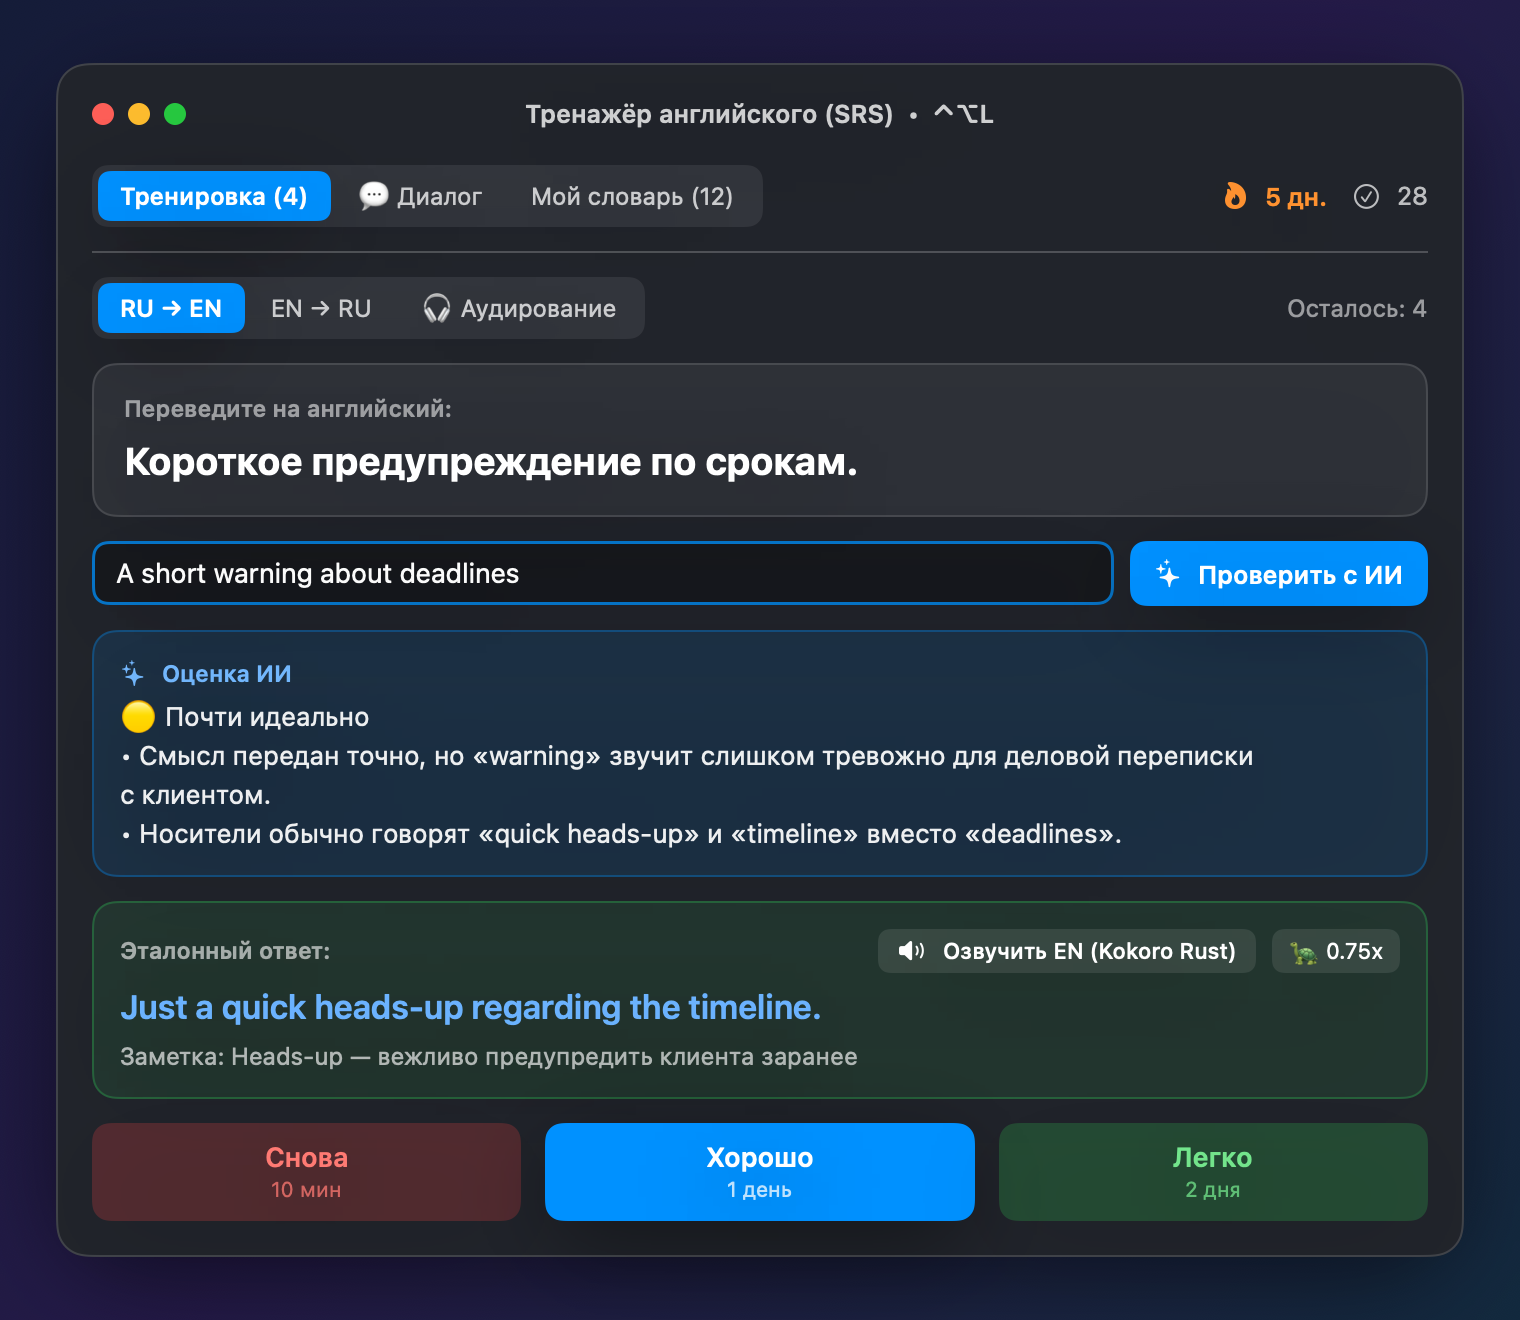 Тренажёр английского (SRS) • ⌃⌥L
Тренировка (4) 💬 Диалог Мой словарь (12) 5 дн. 28
RU → EN EN → RU 🎧 Аудирование Осталось: 4
Переведите на английский:
Короткое предупреждение по срокам.
A short warning about deadlines Проверить с ИИ
Оценка ИИ
🟡 Почти идеально
• Смысл передан точно, но «warning» звучит слишком тревожно для деловой переписки
с клиентом.
• Носители обычно говорят «quick heads-up» и «timeline» вместо «deadlines».
Эталонный ответ: Озвучить EN (Kokoro Rust) 🐢 0.75x
Just a quick heads-up regarding the timeline.
Заметка: Heads-up — вежливо предупредить клиента заранее
Снова Хорошо Легко
10 мин 1 день 2 дня